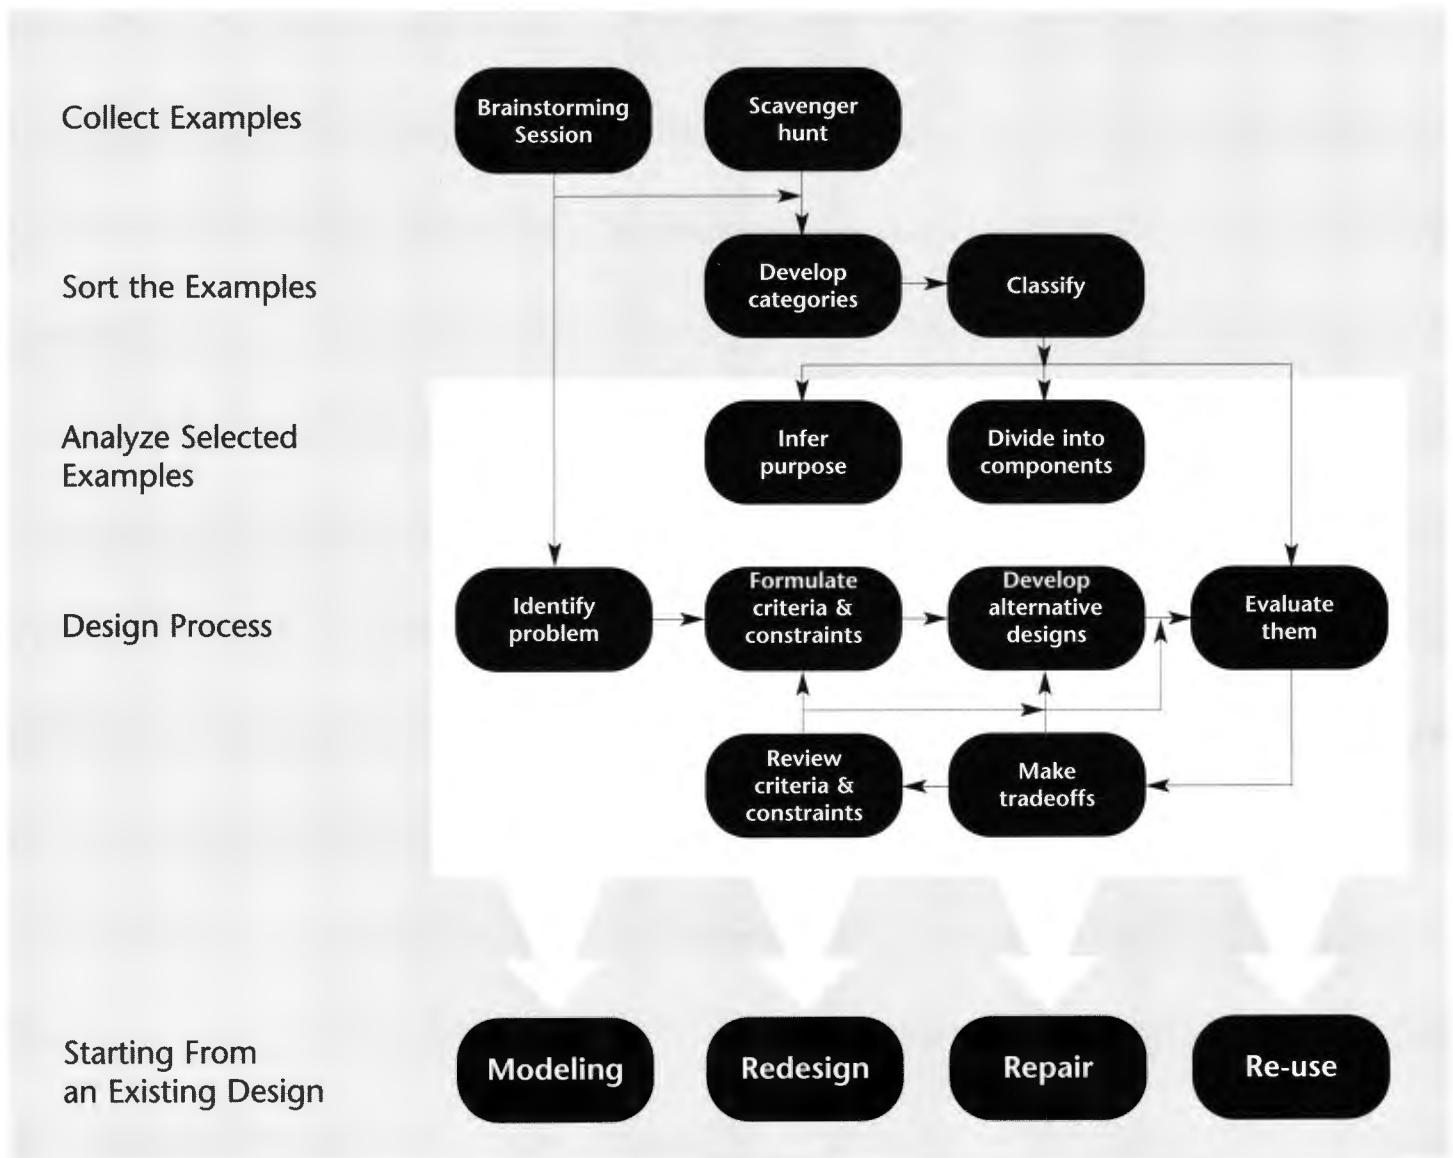 Collect Examples
Brainstorming
Session
Scavenger
hunt
Sort the Examples
Develop
categories
Classify
Analyze Selected
Examples
Infer
purpose
Divide into
components
Design Process
Identify
problem
Formulate
criteria &
constraints
Develop
alternative
designs
Evaluate
them
Review
criteria &
constraints
Make
tradeoffs
Starting From
an Existing Design
Modeling
Redesign
Repair
Re-use